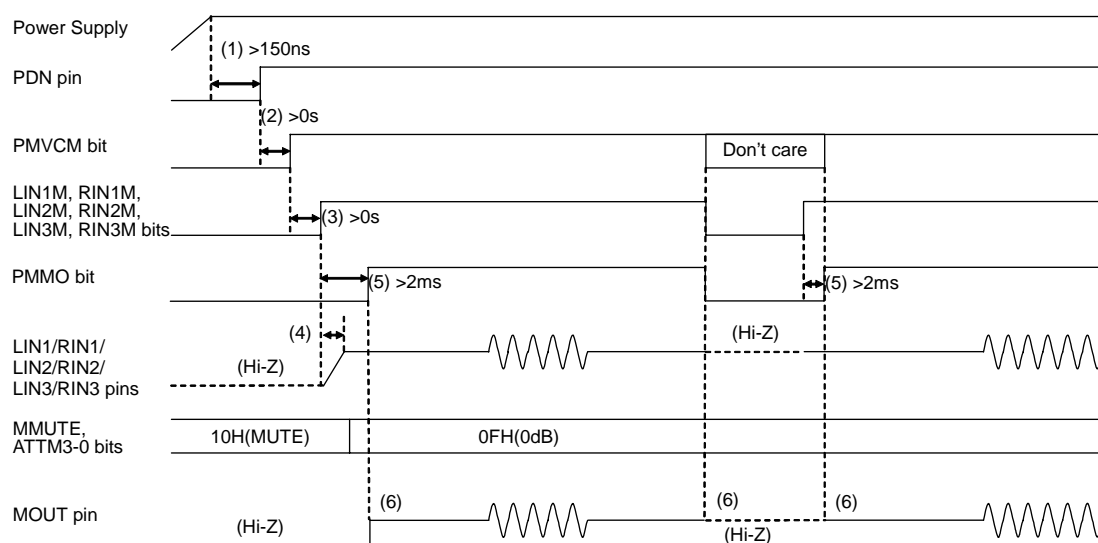 Power Supply
(1) >150ns
PDN pin
(2) >0s
PMVCM bit
Don't care
LIN1M, RIN1M,
LIN2M, RIN2M,
LIN3M, RIN3M bits
(3) >0s
PMMO bit
(5) >2ms
(5) >2ms
(4)
LIN1/RIN1/
LIN2/RIN2/
LIN3/RIN3 pins
(Hi-Z)
(Hi-Z)
MMUTE,
ATTM3-0 bits
10H(MUTE)
0FH(0dB)
MOUT pin
(Hi-Z)
(6)
(6)
(Hi-Z)
(6)